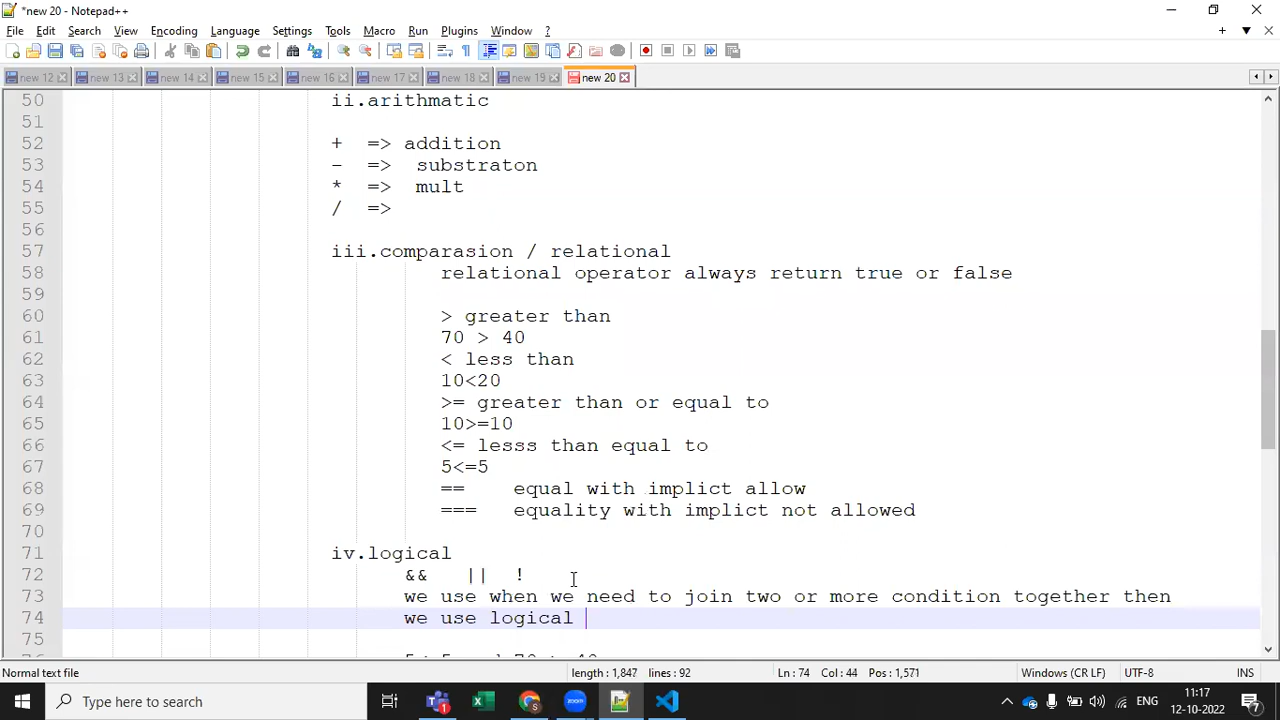 *new 20 - Notepad++
File Edit Search View Encoding Language Settings Tools Macro Run Plugins Window ?
new 12 new 13 new 14 new 15 new 16 new 17 new 18 new 19 new 20
50 ii.arithmatic
51
52 + => addition
53 - => substraton
54 * => mult
55 / =>
56
57 iii.comparasion / relational
58 relational operator always return true or false
59
60 > greater than
61 70 > 40
62 < less than
63 10<20
64 >= greater than or equal to
65 10>=10
66 <= lesss than equal to
67 5<=5
68 == equal with implict allow
69 === equality with implict not allowed
70
71 iv.logical
72 && || !
73 we use when we need to join two or more condition together then
74 we use logical
75
Normal text file length : 1,847 lines : 92 Ln : 74 Col : 44 Pos : 1,571 Windows (CR LF) UTF-8 INS
Type here to search ENG 11:17
12-10-2022 7